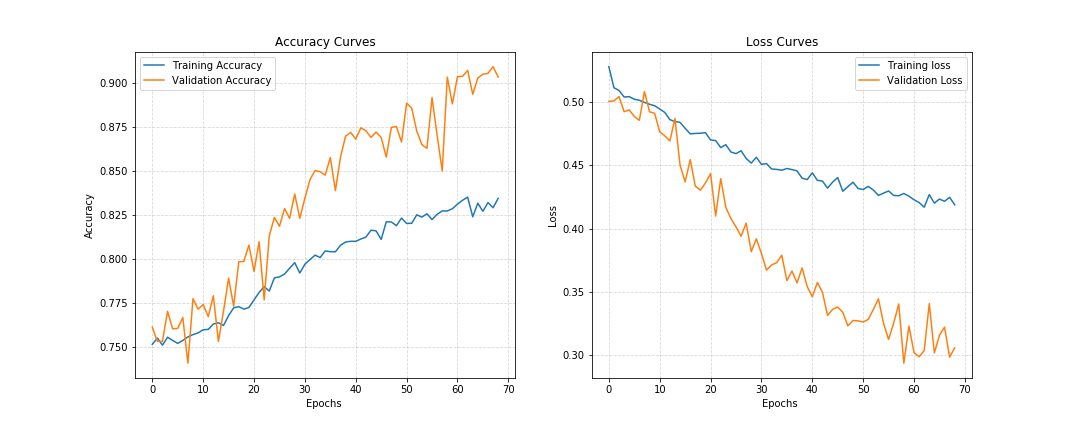 Accuracy Curves
Training Accuracy
Validation Accuracy
0.900
0.875
0.850
0.825
0.800
0.775
0.750
Accuracy
0 10 20 30 40 50 60 70
Epochs
Loss Curves
Training loss
Validation Loss
0.50
0.45
0.40
0.35
0.30
Loss
0 10 20 30 40 50 60 70
Epochs